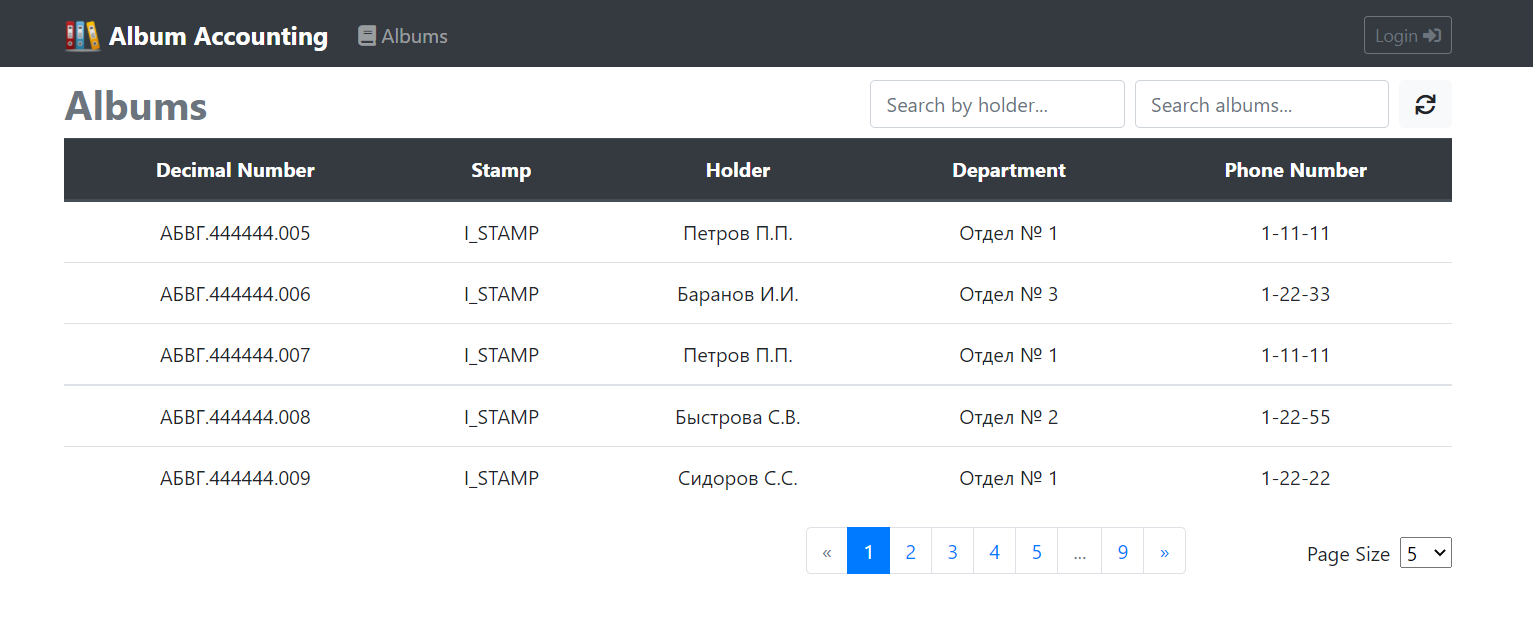 Album Accounting Albums Login
Albums Search by holder... Search albums...
Decimal Number Stamp Holder Department Phone Number
АБВГ.444444.005 I_STAMP Петров П.П. Отдел № 1 1-11-11
АБВГ.444444.006 I_STAMP Баранов И.И. Отдел № 3 1-22-33
АБВГ.444444.007 I_STAMP Петров П.П. Отдел № 1 1-11-11
АБВГ.444444.008 I_STAMP Быстрова С.В. Отдел № 2 1-22-55
АБВГ.444444.009 I_STAMP Сидоров С.С. Отдел № 1 1-22-22
« 1 2 3 4 5 ... 9 » Page Size 5